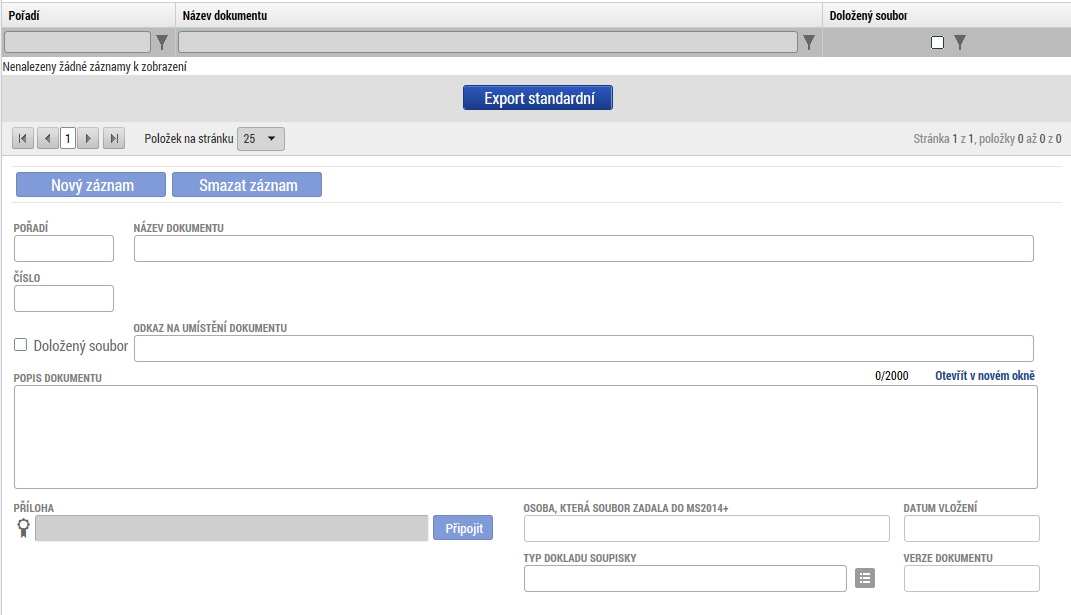 Pořadí Název dokumentu Doložený soubor
Nenalezeny žádné záznamy k zobrazení
Export standardní
1 Položek na stránku 25 Stránka 1 z 1, položky 0 až 0 z 0
Nový záznam Smazat záznam
POŘADÍ NÁZEV DOKUMENTU
ČÍSLO
ODKAZ NA UMÍSTĚNÍ DOKUMENTU
Doložený soubor
POPIS DOKUMENTU 0/2000 Otevřít v novém okně
PŘÍLOHA OSOBA, KTERÁ SOUBOR ZADALA DO MS2014+ DATUM VLOŽENÍ
Připojit
TYP DOKLADU SOUPISKY VERZE DOKUMENTU